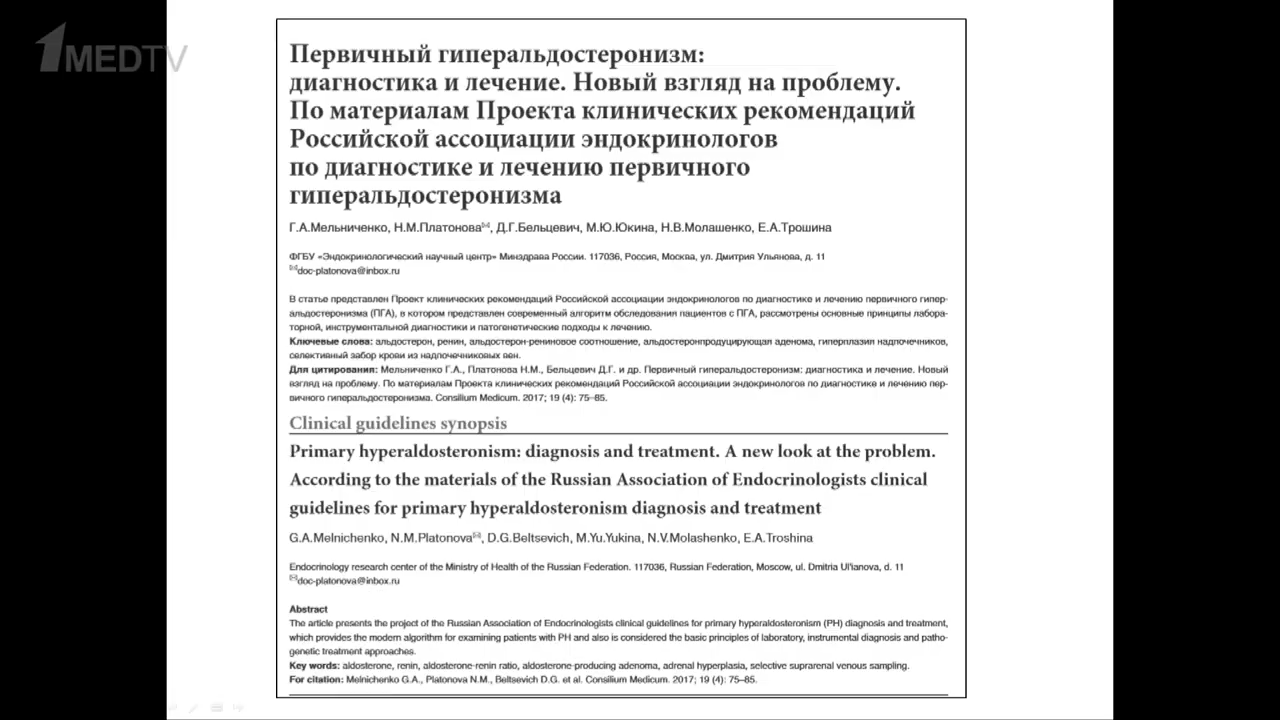 1MEDTV
Первичный гиперальдостеронизм:
диагностика и лечение. Новый взгляд на проблему.
По материалам Проекта клинических рекомендаций
Российской ассоциации эндокринологов
по диагностике и лечению первичного
гиперальдостеронизма
Г.А.Мельниченко, Н.М.Платонова✉, Д.Г.Бельцевич, М.Ю.Юкина, Н.В.Молашенко, Е.А.Трошина
ФГБУ «Эндокринологический научный центр» Минздрава России. 117036, Россия, Москва, ул. Дмитрия Ульянова, д. 11
✉doc-platonova@inbox.ru
В статье представлен Проект клинических рекомендаций Российской ассоциации эндокринологов по диагностике и лечению первичного гипер-
альдостеронизма (ПГА), в котором представлен современный алгоритм обследования пациентов с ПГА, рассмотрены основные принципы лабора-
торной, инструментальной диагностики и патогенетические подходы к лечению.
Ключевые слова: альдостерон, ренин, альдостерон-рениновое соотношение, альдостеронпродуцирующая аденома, гиперплазия надпочечников,
селективный забор крови из надпочечниковых вен.
Для цитирования: Мельниченко Г.А., Платонова Н.М., Бельцевич Д.Г. и др. Первичный гиперальдостеронизм: диагностика и лечение. Новый
взгляд на проблему. По материалам Проекта клинических рекомендаций Российской ассоциации эндокринологов по диагностике и лечению пер-
вичного гиперальдостеронизма. Consilium Medicum. 2017; 19 (4): 75–85.
Clinical guidelines synopsis
Primary hyperaldosteronism: diagnosis and treatment. A new look at the problem.
According to the materials of the Russian Association of Endocrinologists clinical
guidelines for primary hyperaldosteronism diagnosis and treatment
G.A.Melnichenko, N.M.Platonova✉, D.G.Beltsevich, M.Yu.Yukina, N.V.Molashenko, E.A.Troshina
Endocrinology research center of the Ministry of Health of the Russian Federation. 117036, Russian Federation, Moscow, ul. Dmitria Ul'ianova, d. 11
✉doc-platonova@inbox.ru
Abstract
The article presents the project of the Russian Association of Endocrinologists clinical guidelines for primary hyperaldosteronism (PH) diagnosis and treatment,
which provides the modern algorithm for examining patients with PH and also is considered the basic principles of laboratory, instrumental diagnosis and patho-
genetic treatment approaches.
Key words: aldosterone, renin, aldosterone-renin ratio, aldosterone-producing adenoma, adrenal hyperplasia, selective suprarenal venous sampling.
For citation: Melnichenko G.A., Platonova N.M., Beltsevich D.G. et al. Consilium Medicum. 2017; 19 (4): 75–85.